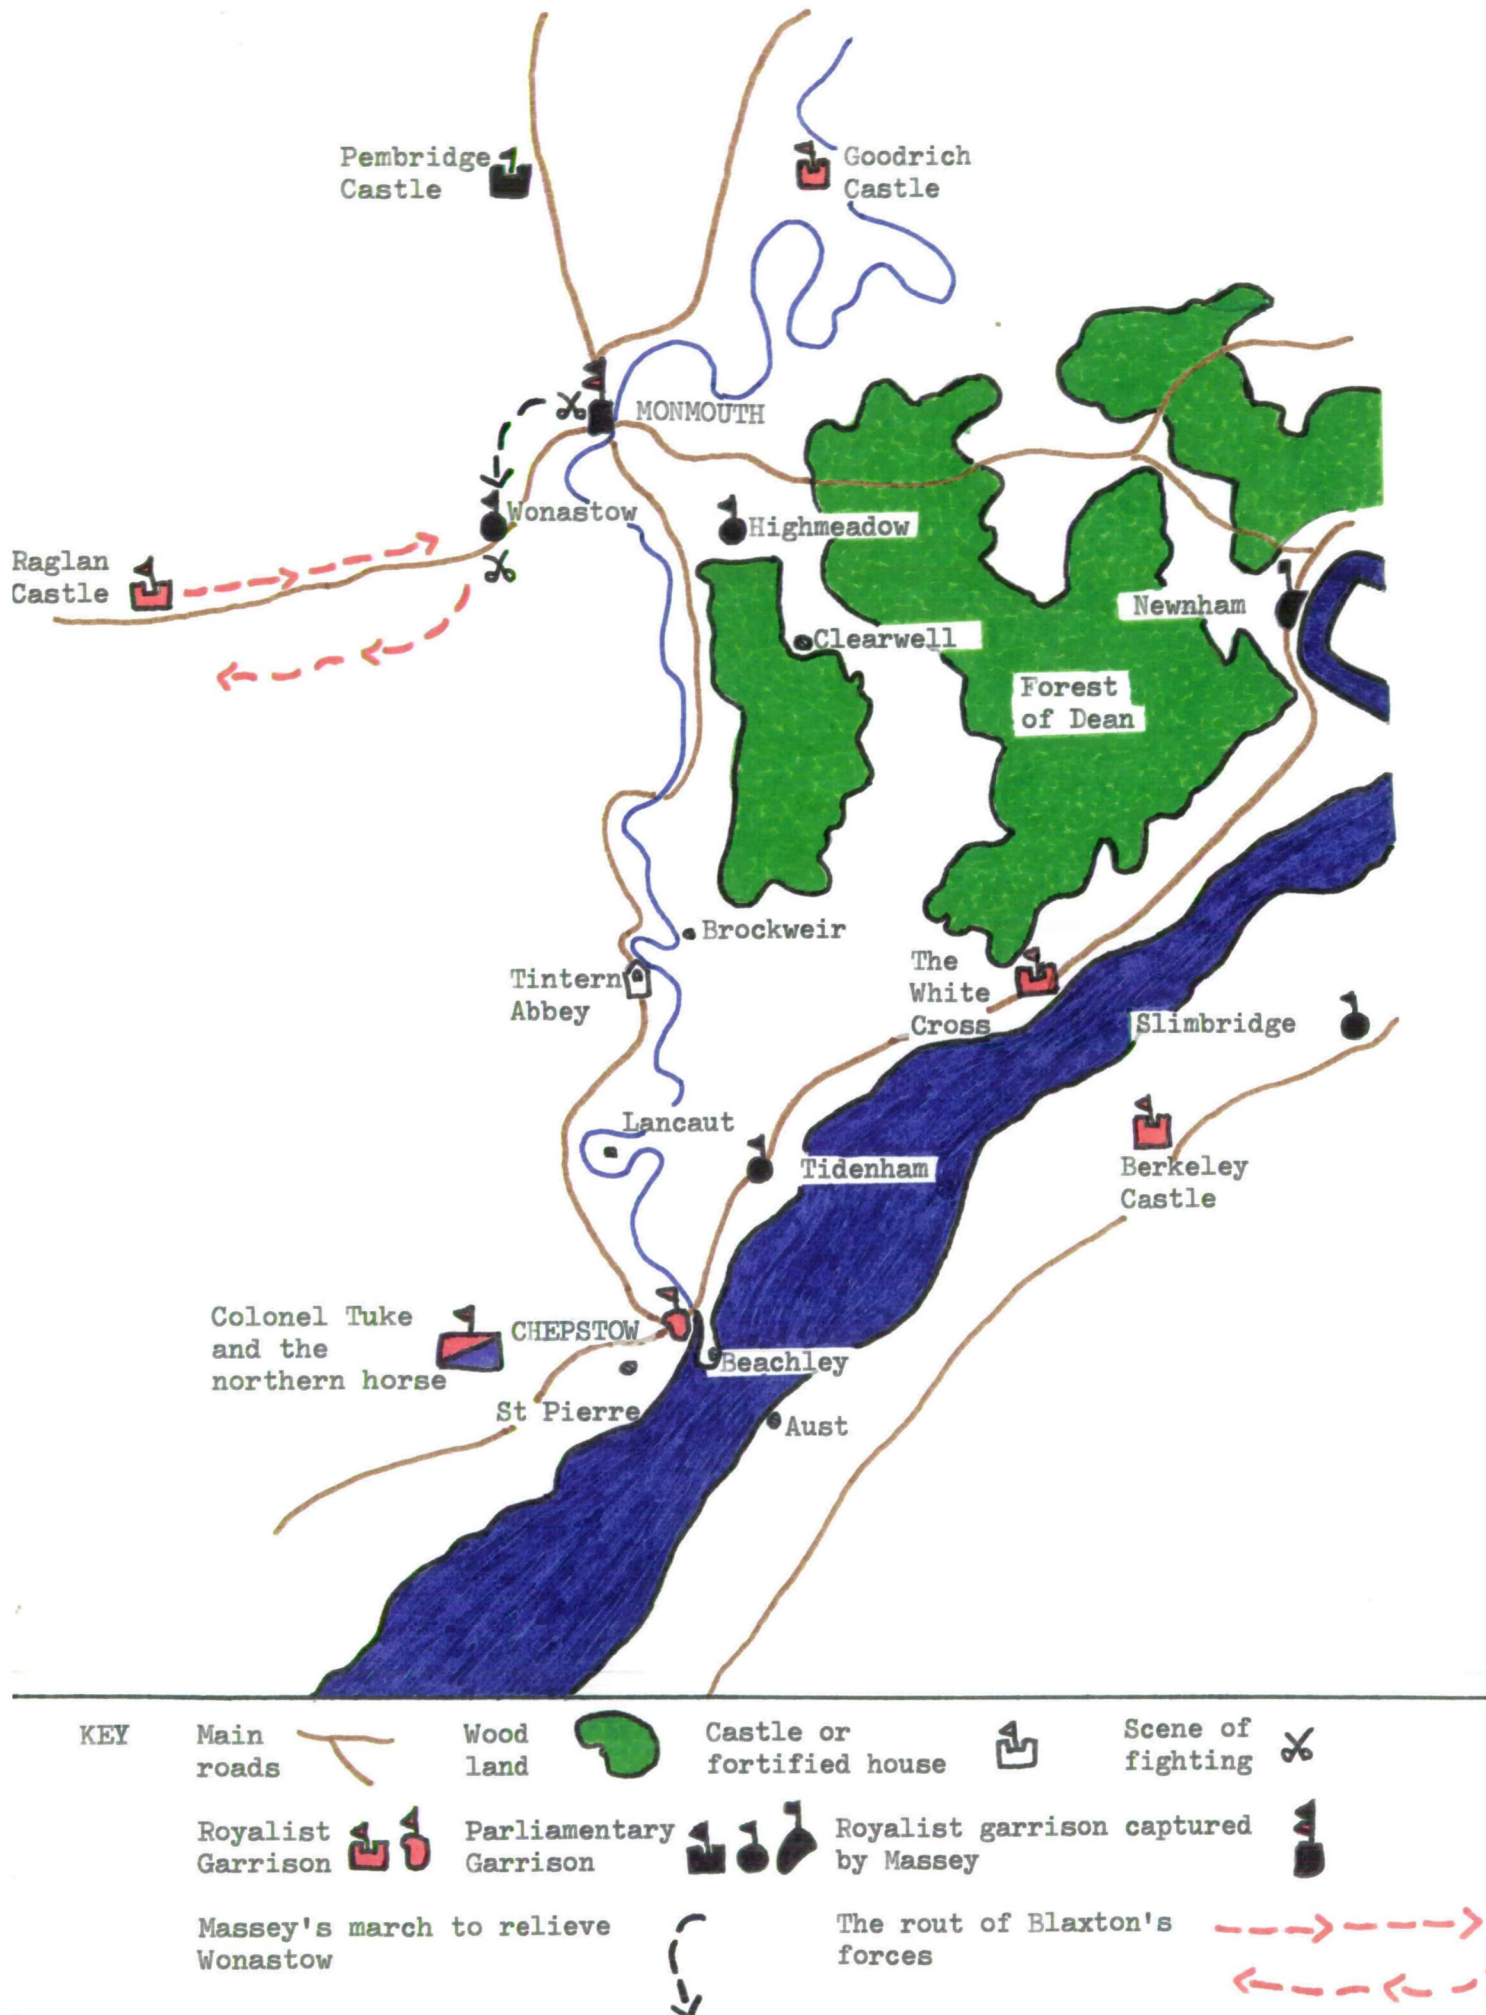 Pembridge
Castle
Goodrich
Castle
MONMOUTH
Wonastow
Highmeadow
Raglan
Castle
Newnham
Clearwell
Forest
of Dean
Brockweir
The
White
Cross
Tintern
Abbey
Slimbridge
Lancaut
Tidenham
Berkeley
Castle
Colonel Tuke
and the
northern horse
CHEPSTOW
Beachley
St Pierre
Aust
KEY
Main
roads
Wood
land
Castle or
fortified house
Scene of
fighting
Royalist
Garrison
Parliamentary
Garrison
Royalist garrison captured
by Massey
Massey's march to relieve
Wonastow
The rout of Blaxton's
forces